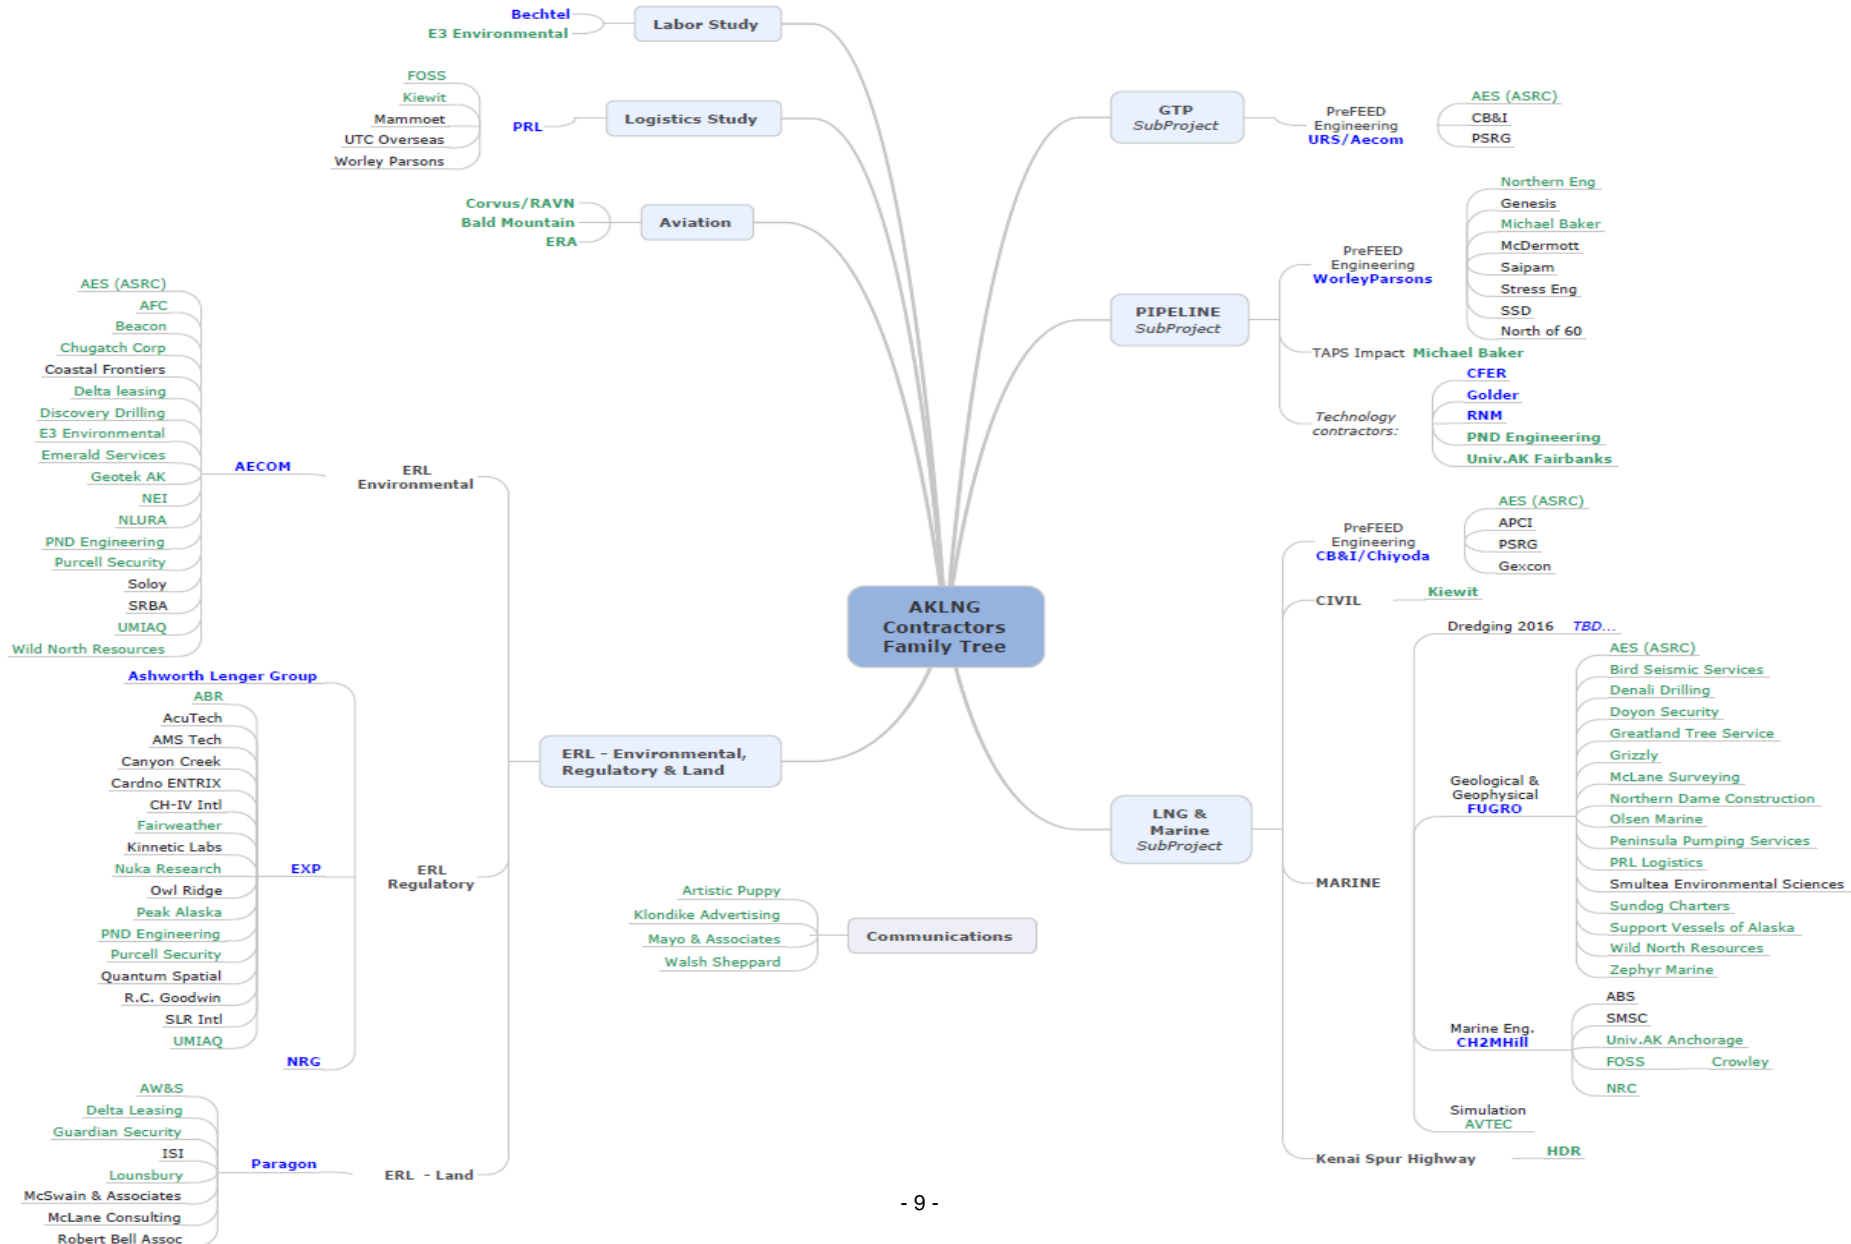 Bechtel
E3 Environmental
Labor Study
FOSS
Kiewit
Mammoet
UTC Overseas
Worley Parsons
PRL
Logistics Study
Corvus/RAVN
Bald Mountain
ERA
Aviation
AES (ASRC)
AFC
Beacon
Chugatch Corp
Coastal Frontiers
Delta leasing
Discovery Drilling
E3 Environmental
Emerald Services
Geotek AK
NEI
NLURA
PND Engineering
Purcell Security
Soloy
SRBA
UMIAQ
Wild North Resources
AECOM
ERL
Environmental
Ashworth Lenger Group
ABR
AcuTech
AMS Tech
Canyon Creek
Cardno ENTRIX
CH-IV Intl
Fairweather
Kinnetic Labs
Nuka Research
Owl Ridge
Peak Alaska
PND Engineering
Purcell Security
Quantum Spatial
R.C. Goodwin
SLR Intl
UMIAQ
EXP
NRG
ERL
Regulatory
AW&S
Delta Leasing
Guardian Security
ISI
Lounsbury
McSwain & Associates
McLane Consulting
Robert Bell Assoc
Paragon
ERL - Land
ERL - Environmental,
Regulatory & Land
AKLNG
Contractors
Family Tree
Artistic Puppy
Klondike Advertising
Mayo & Associates
Walsh Sheppard
Communications
GTP
SubProject
PreFEED
Engineering
URS/Aecom
AES (ASRC)
CB&I
PSRG
PIPELINE
SubProject
PreFEED
Engineering
WorleyParsons
Northern Eng
Genesis
Michael Baker
McDermott
Saipam
Stress Eng
SSD
North of 60
TAPS Impact Michael Baker
Technology
contractors:
CFER
Golder
RNM
PND Engineering
Univ.AK Fairbanks
LNG &
Marine
SubProject
PreFEED
Engineering
CB&I/Chiyoda
AES (ASRC)
APCI
PSRG
Gexcon
CIVIL
Kiewit
MARINE
Dredging 2016 TBD...
Geological &
Geophysical
FUGRO
AES (ASRC)
Bird Seismic Services
Denali Drilling
Doyon Security
Greatland Tree Service
Grizzly
McLane Surveying
Northern Dame Construction
Olsen Marine
Peninsula Pumping Services
PRL Logistics
Smultea Environmental Sciences
Sundog Charters
Support Vessels of Alaska
Wild North Resources
Zephyr Marine
Marine Eng.
CH2MHill
ABS
SMSC
Univ.AK Anchorage
FOSS Crowley
NRC
Simulation
AVTEC
Kenai Spur Highway HDR
- 9 -